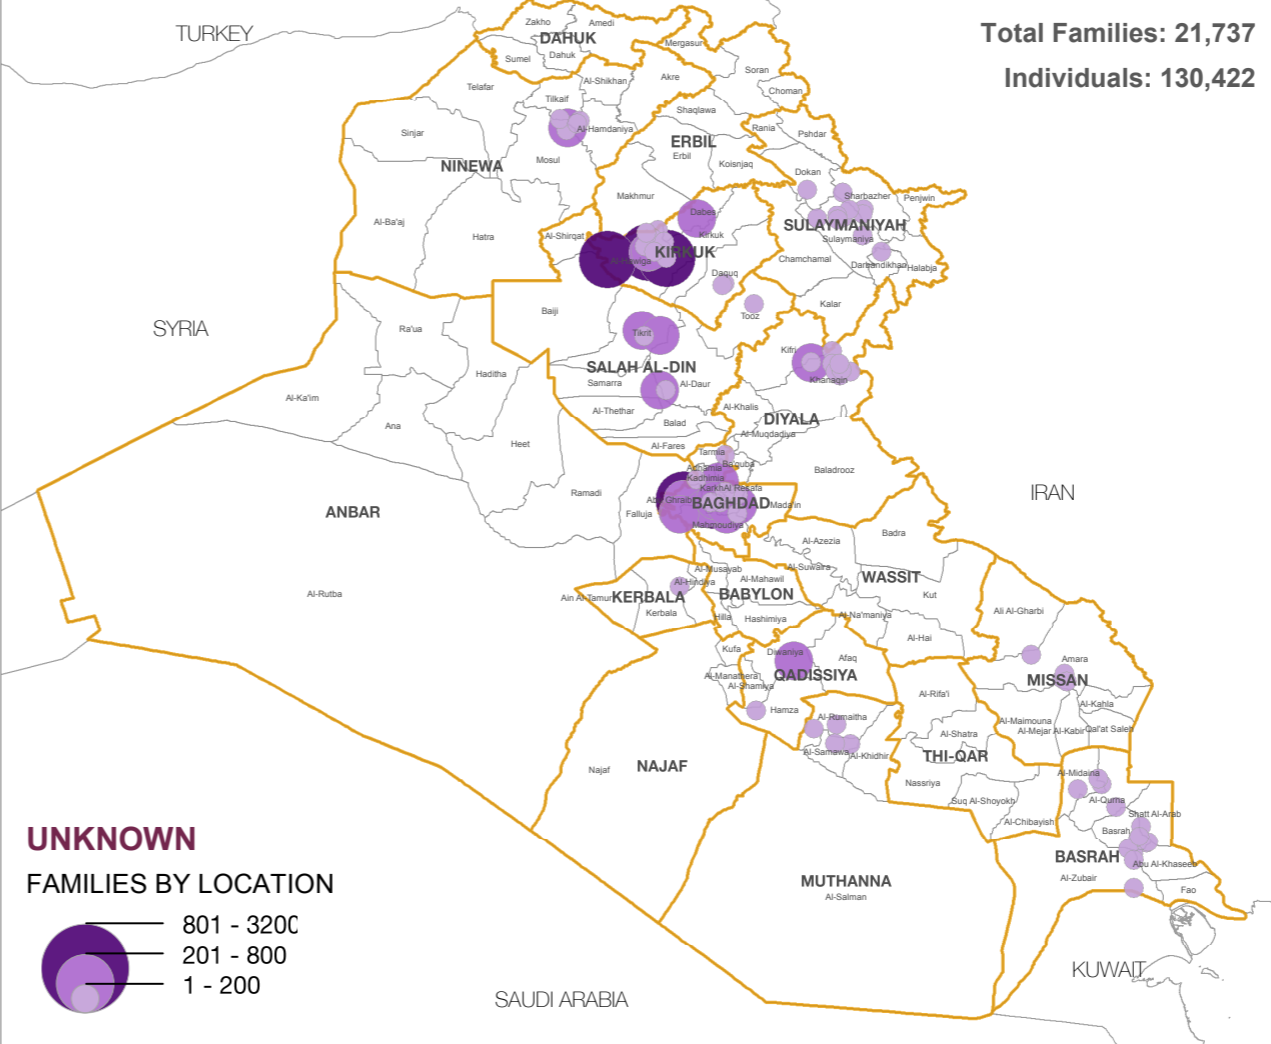 TURKEY
Total Families: 21,737
Individuals: 130,422
Zakho
Amedi
DAHUK
Sumel
Dahuk
Mergasur
Soran
Choman
Akre
Al-Shikhan
Telafar
Tilkaif
Al-Hamdaniya
Shaqlawa
Rania
Pshdar
Sinjar
ERBIL
Erbil
Koisnjaq
NINEWA
Mosul
Dokan
Makhmur
Sharbazher
Penjwin
Al-Ba'aj
Hatra
Dabes
Kirkuk
SULAYMANIYAH
Sulaymaniya
Al-Shirqat
KIRKUK
Chamchamal
Darbandikhan
Halabja
Daquq
Tooz
Kalar
SYRIA
Baiji
Ra'ua
Tikrit
Kifri
Khanaqin
Haditha
SALAH AL-DIN
Samarra
Al-Daur
Al-Ka'im
Al-Thethar
Al-Khalis
DIYALA
Ana
Balad
Al-Muqdadiya
Heet
Al-Fares
Tarmia
Ba'quba
Baladrooz
Kadhimia
Karkh
Al Resafa
IRAN
Ramadi
BAGHDAD
Mada'in
ANBAR
Falluja
Mahmoudiya
Al-Azezia
Badra
Al-Musayab
Al-Suwaira
Al-Hindiya
Al-Mahawil
WASSIT
Al-Rutba
Ain Al-Tamur
KERBALA
BABYLON
Kut
Kerbala
Hilla
Hashimiya
Al-Na'maniya
Ali Al-Gharbi
Al-Hai
Kufa
Diwaniya
Afaq
Amara
Al-Manathera
QADISSIYA
MISSAN
Al-Shamiya
Al-Rifa'i
Al-Kahla
Hamza
Al-Rumaitha
Al-Maimouna
Al-Mejar Al-Kabir
Qal'at Saleh
Al-Shatra
Al-Samawa
Al-Khidhir
THI-QAR
Najaf
NAJAF
Nassriya
Al-Midaina
Suq Al-Shoyokh
Al-Qurna
Al-Chibayish
Shatt Al-Arab
Basrah
BASRAH
Abu Al-Khaseeb
Al-Zubair
Fao
MUTHANNA
Al-Salman
UNKNOWN
FAMILIES BY LOCATION
801 - 3200
201 - 800
1 - 200
SAUDI ARABIA
KUWAIT